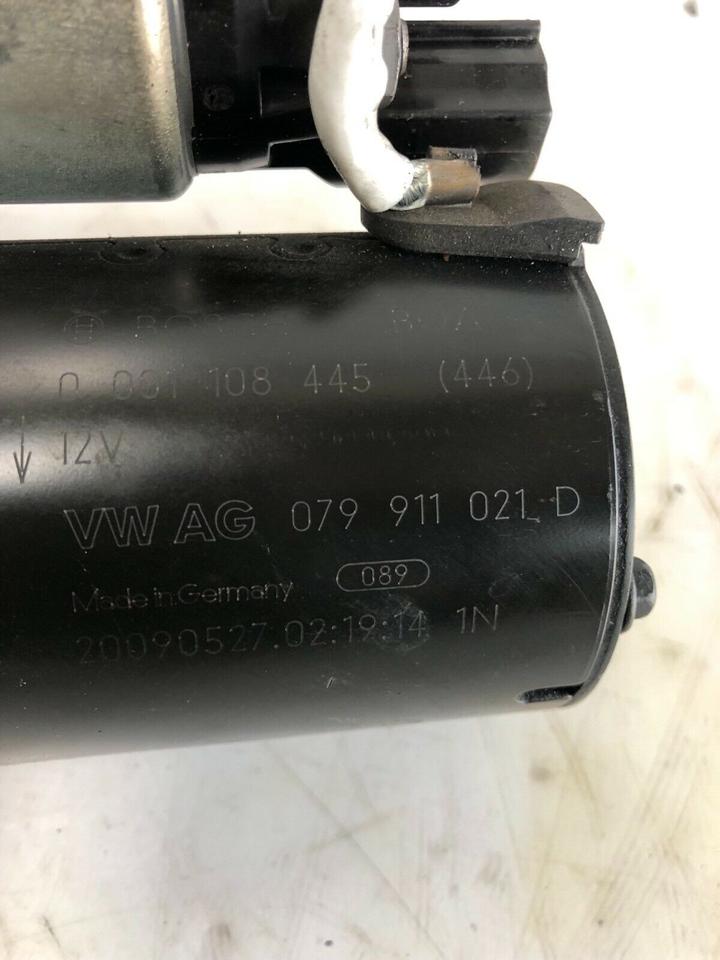 BOSCH
0 001 108 445 (446)
12V
VW AG 079 911 021 D
Made in Germany 089
20090527.02:19:14 1N